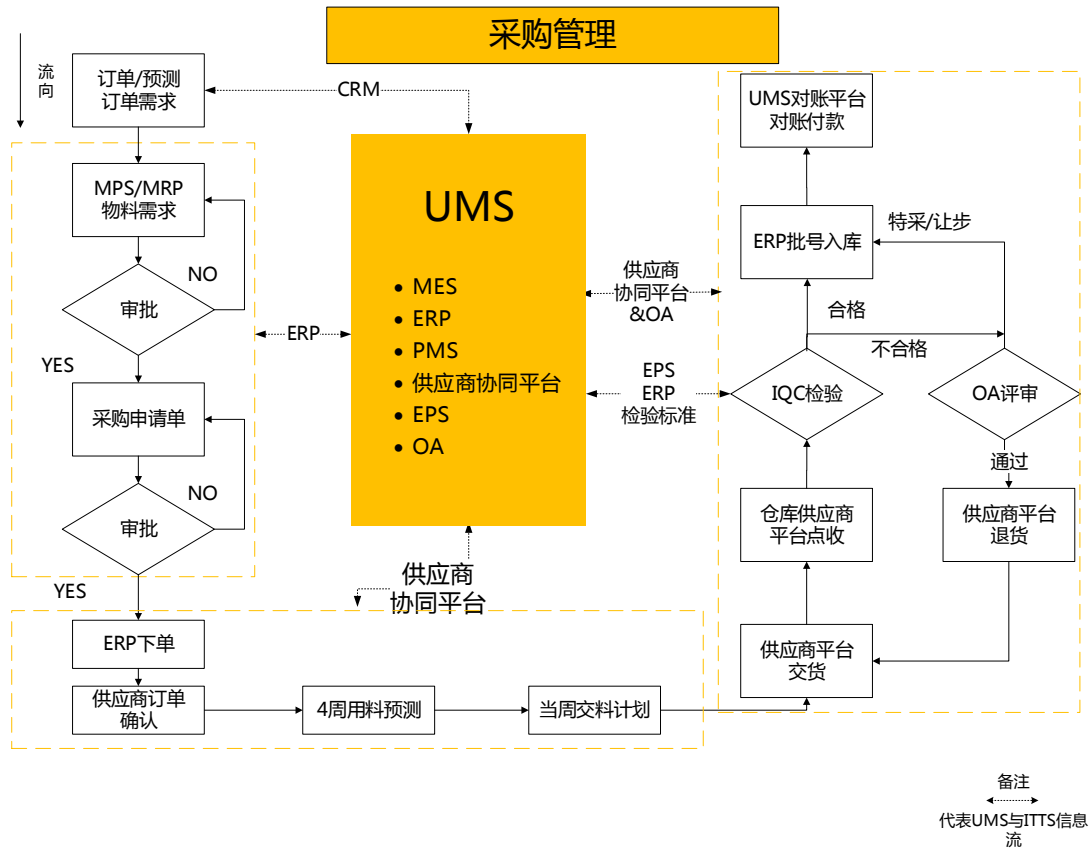 采购管理
流
向
订单/预测
订单需求
CRM
MPS/MRP
物料需求
NO
审批
YES
采购申请单
NO
审批
YES
ERP
UMS
MES
ERP
PMS
供应商协同平台
EPS
OA
供应商
协同平台
ERP下单
供应商订单
确认
4周用料预测
当周交料计划
供应商
协同平台
&OA
EPS
ERP
检验标准
UMS对账平台
对账付款
ERP批号入库
特采/让步
合格
不合格
IQC检验
OA评审
通过
仓库供应商
平台点收
供应商平台
退货
供应商平台
交货
备注
代表UMS与ITTS信息
流